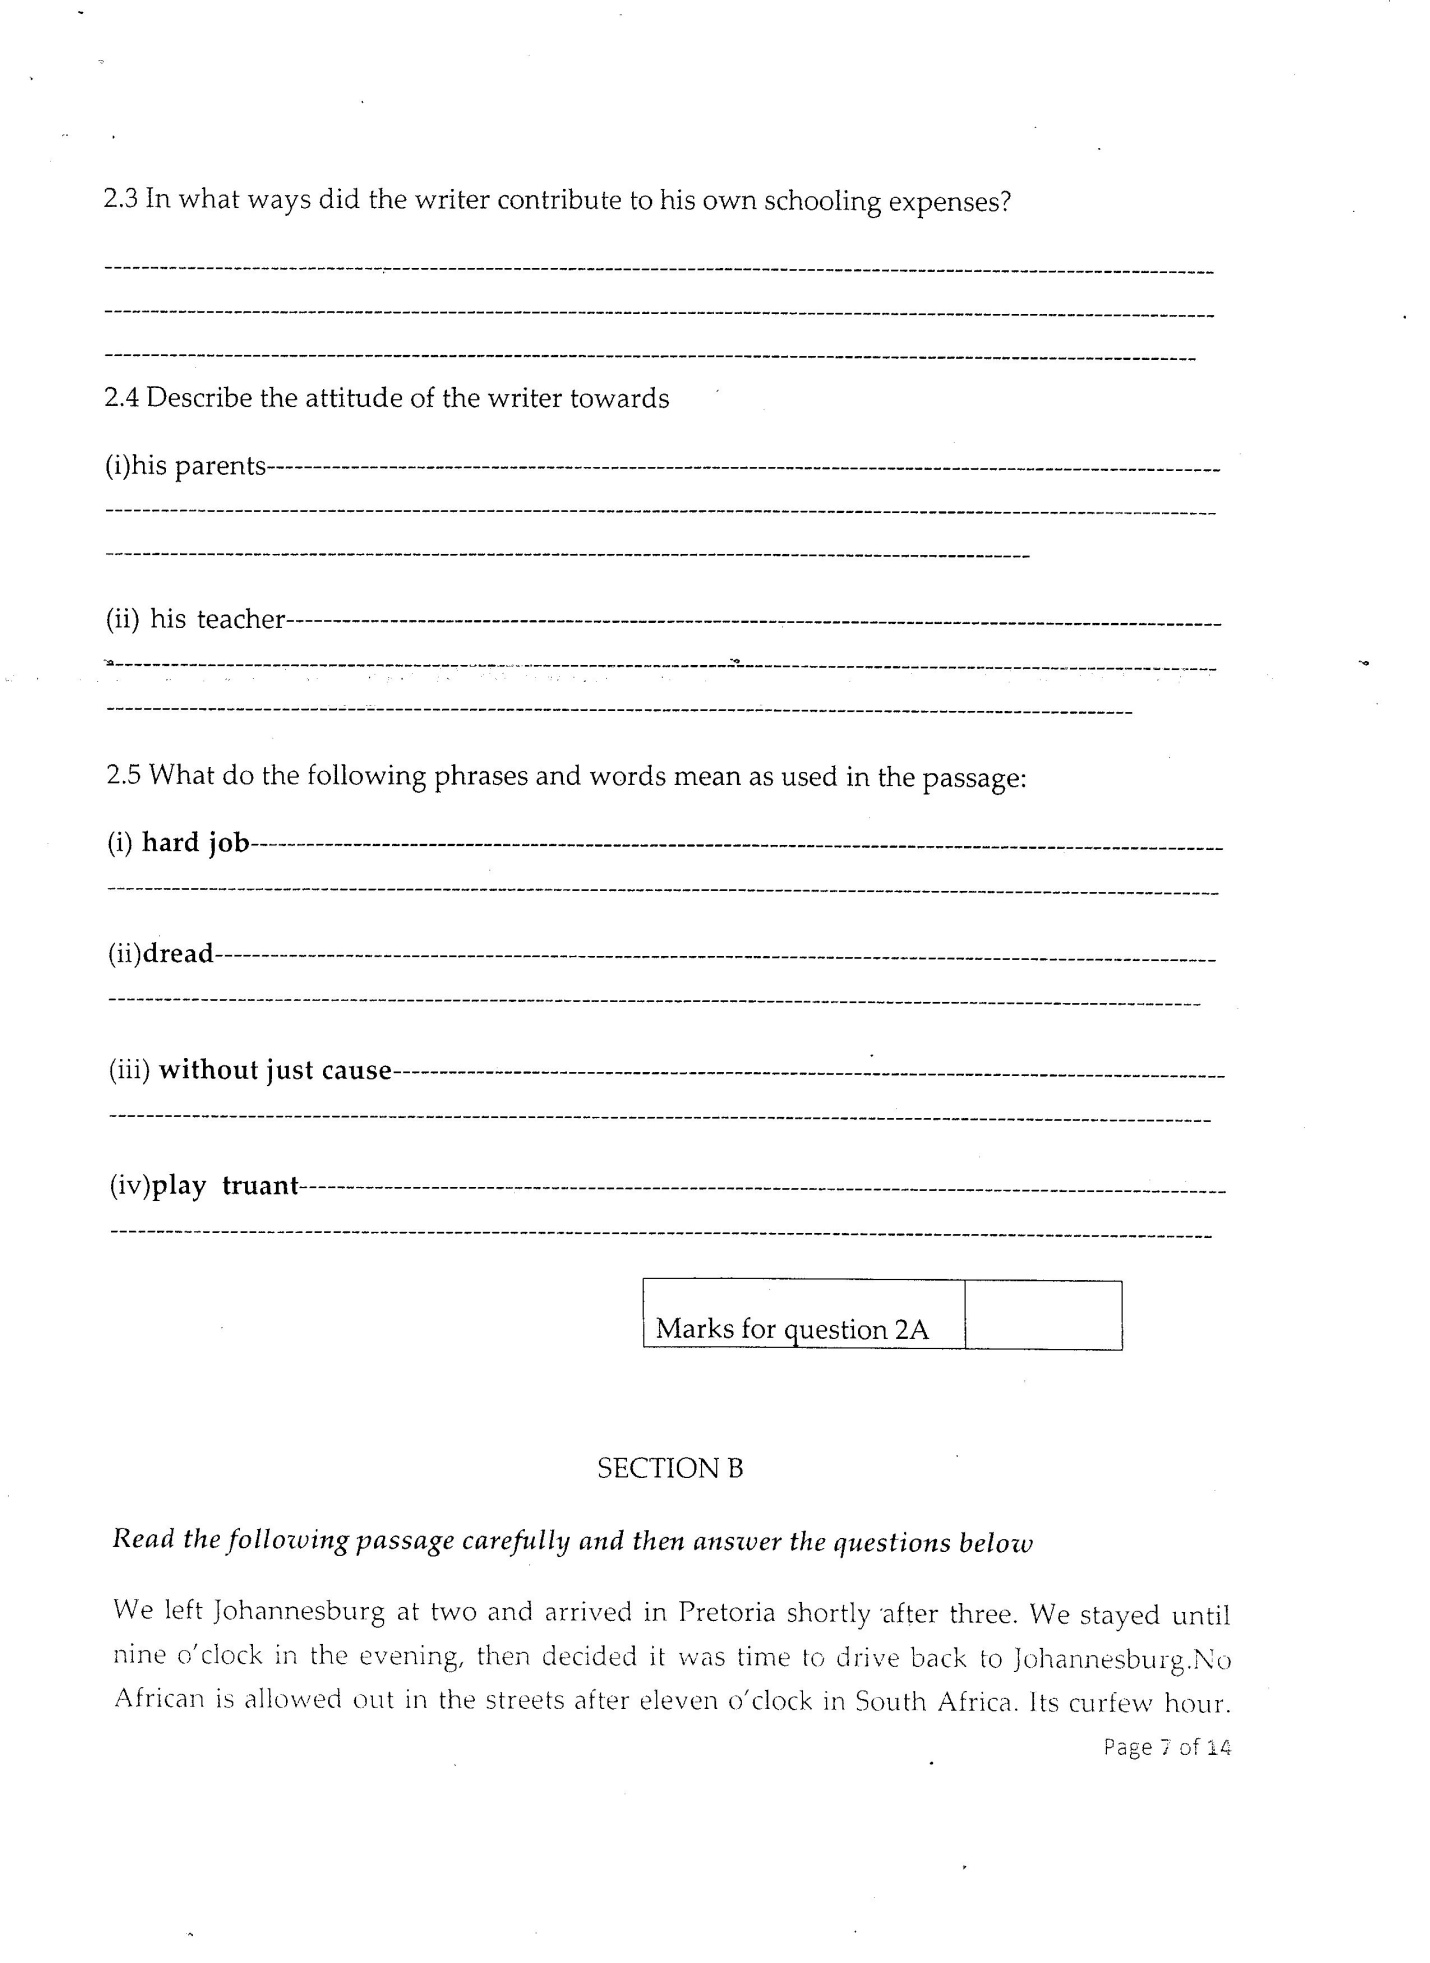 2.3 In what ways did the writer contribute to his own schooling expenses?
2.4 Describe the attitude of the writer towards
(i)his parents
(ii) his teacher
2.5 What do the following phrases and words mean as used in the passage:
(i) hard job
(ii)dread
(iii) without just cause
(iv)play truant
Marks for question 2A
SECTION B
Read the following passage carefully and then answer the questions below
We left Johannesburg at two and arrived in Pretoria shortly after three. We stayed until
nine o'clock in the evening, then decided it was time to drive back to Johannesburg.No
African is allowed out in the streets after eleven o'clock in South Africa. Its curfew hour.
Page 7 of 14